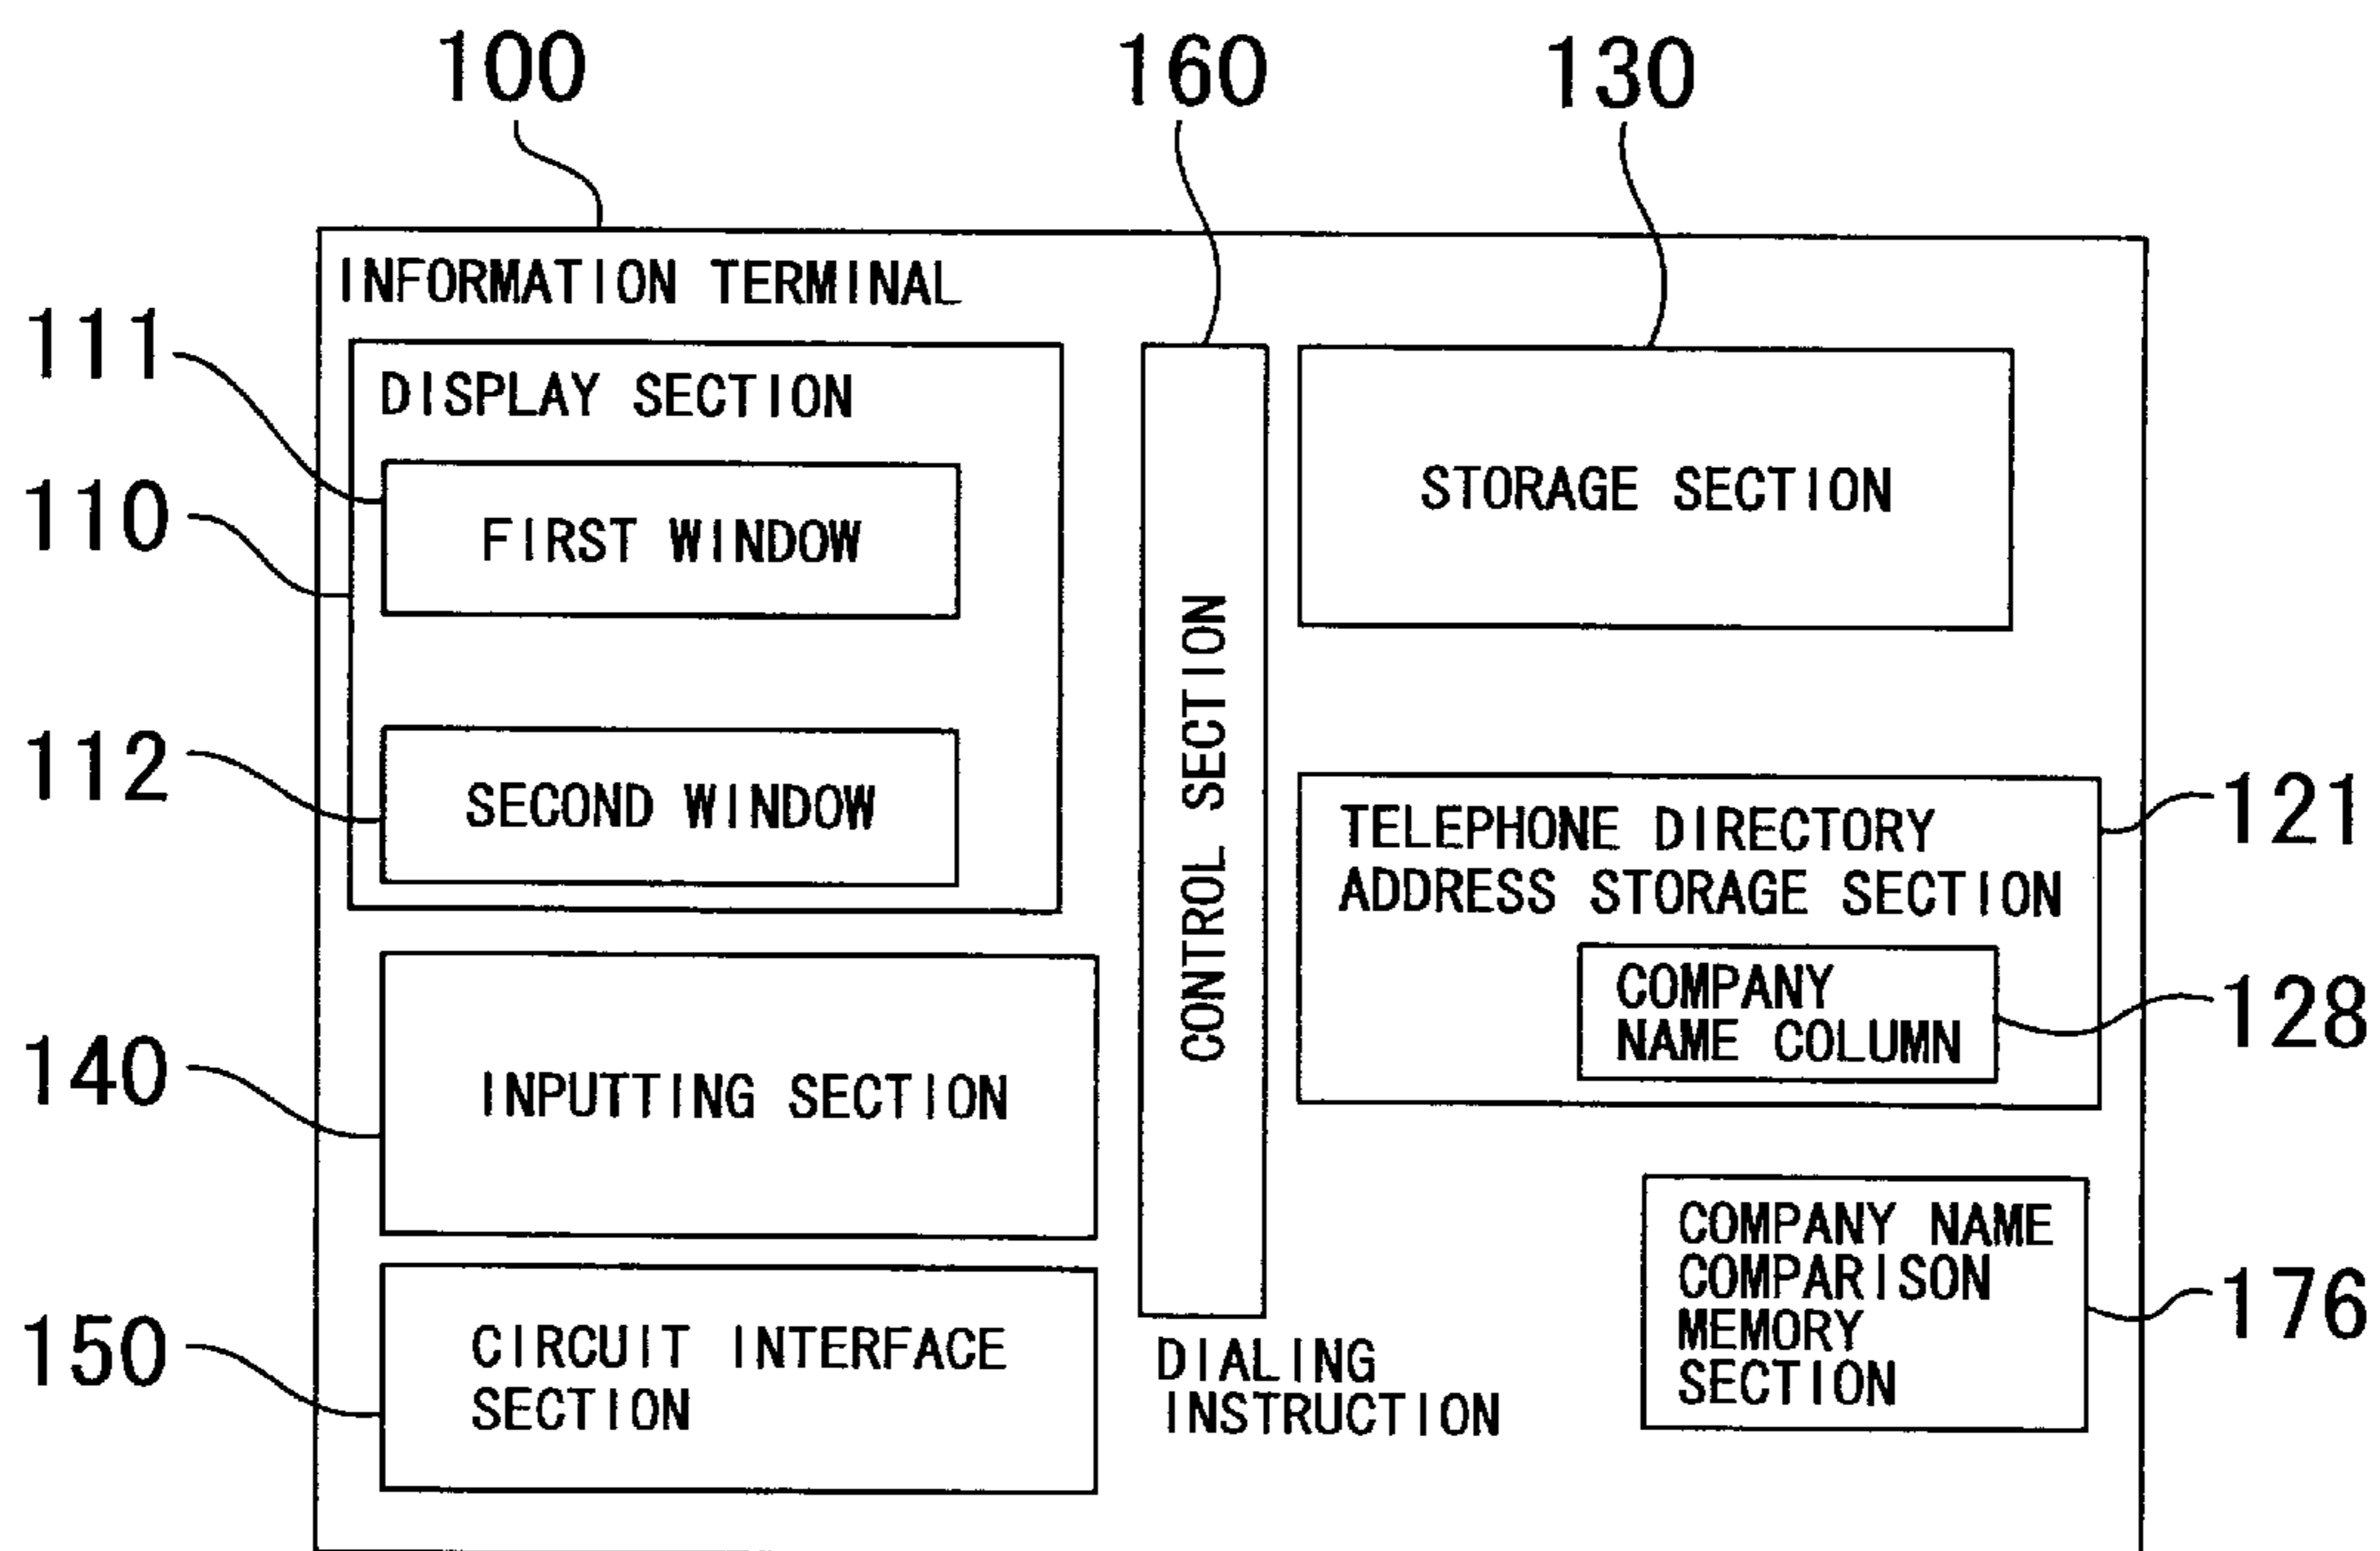 100
160
130
INFORMATION TERMINAL
111
DISPLAY SECTION
110
FIRST WINDOW
STORAGE SECTION
112
SECOND WINDOW
CONTROL SECTION
TELEPHONE DIRECTORY
ADDRESS STORAGE SECTION
121
COMPANY
NAME COLUMN
128
140
INPUTTING SECTION
COMPANY NAME
COMPARISON
MEMORY
SECTION
176
150
CIRCUIT INTERFACE
SECTION
DIALING
INSTRUCTION